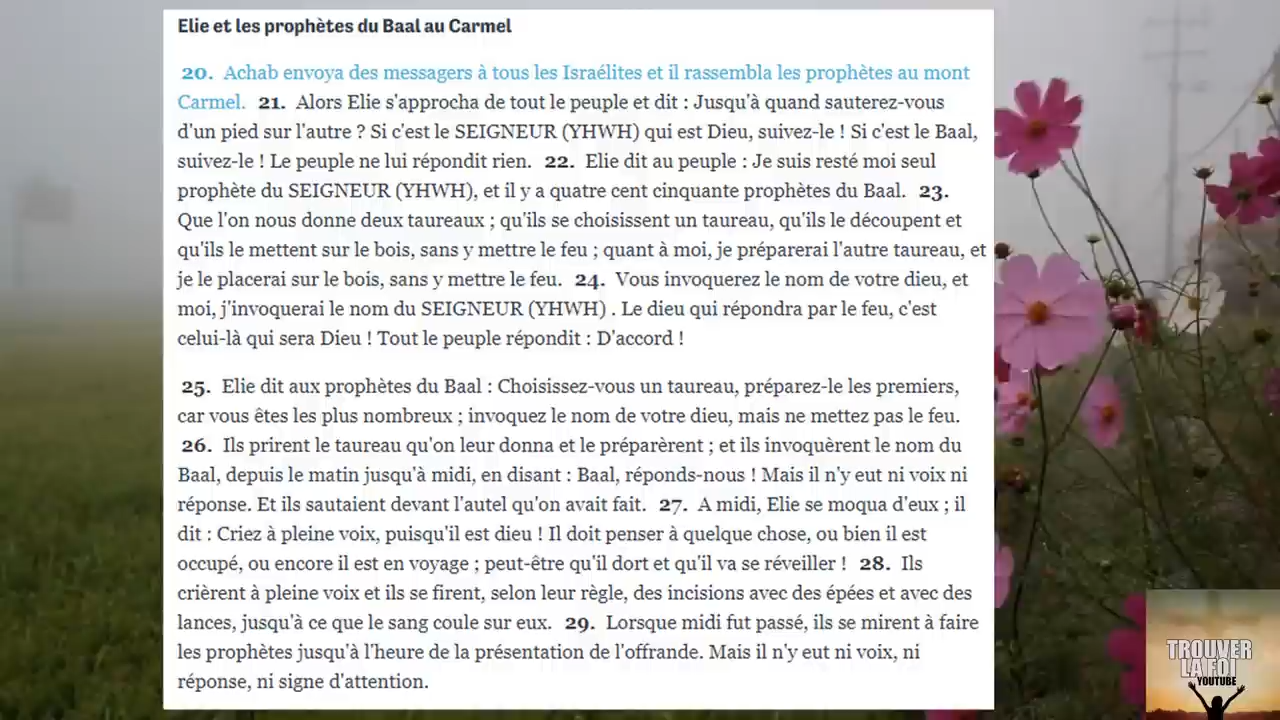 Elie et les prophètes du Baal au Carmel
20. Achab envoya des messagers à tous les Israélites et il rassembla les prophètes au mont
Carmel. 21. Alors Elie s'approcha de tout le peuple et dit : Jusqu'à quand sauterez-vous
d'un pied sur l'autre ? Si c'est le SEIGNEUR (YHWH) qui est Dieu, suivez-le ! Si c'est le Baal,
suivez-le ! Le peuple ne lui répondit rien. 22. Elie dit au peuple : Je suis resté moi seul
prophète du SEIGNEUR (YHWH), et il y a quatre cent cinquante prophètes du Baal. 23.
Que l'on nous donne deux taureaux ; qu'ils se choisissent un taureau, qu'ils le découpent et
qu'ils le mettent sur le bois, sans y mettre le feu ; quant à moi, je préparerai l'autre taureau, et
je le placerai sur le bois, sans y mettre le feu. 24. Vous invoquerez le nom de votre dieu, et
moi, j'invoquerai le nom du SEIGNEUR (YHWH) . Le dieu qui répondra par le feu, c'est
celui-là qui sera Dieu ! Tout le peuple répondit : D'accord !
25. Elie dit aux prophètes du Baal : Choisissez-vous un taureau, préparez-le les premiers,
car vous êtes les plus nombreux ; invoquez le nom de votre dieu, mais ne mettez pas le feu.
26. Ils prirent le taureau qu'on leur donna et le préparèrent ; et ils invoquèrent le nom du
Baal, depuis le matin jusqu'à midi, en disant : Baal, réponds-nous ! Mais il n'y eut ni voix ni
réponse. Et ils sautaient devant l'autel qu'on avait fait. 27. A midi, Elie se moqua d'eux ; il
dit : Criez à pleine voix, puisqu'il est dieu ! Il doit penser à quelque chose, ou bien il est
occupé, ou encore il est en voyage ; peut-être qu'il dort et qu'il va se réveiller ! 28. Ils
crièrent à pleine voix et ils se firent, selon leur règle, des incisions avec des épées et avec des
lances, jusqu'à ce que le sang coule sur eux. 29. Lorsque midi fut passé, ils se mirent à faire
les prophètes jusqu'à l'heure de la présentation de l'offrande. Mais il n'y eut ni voix, ni
réponse, ni signe d'attention.
TROUVER
LA FOI
YOUTUBE